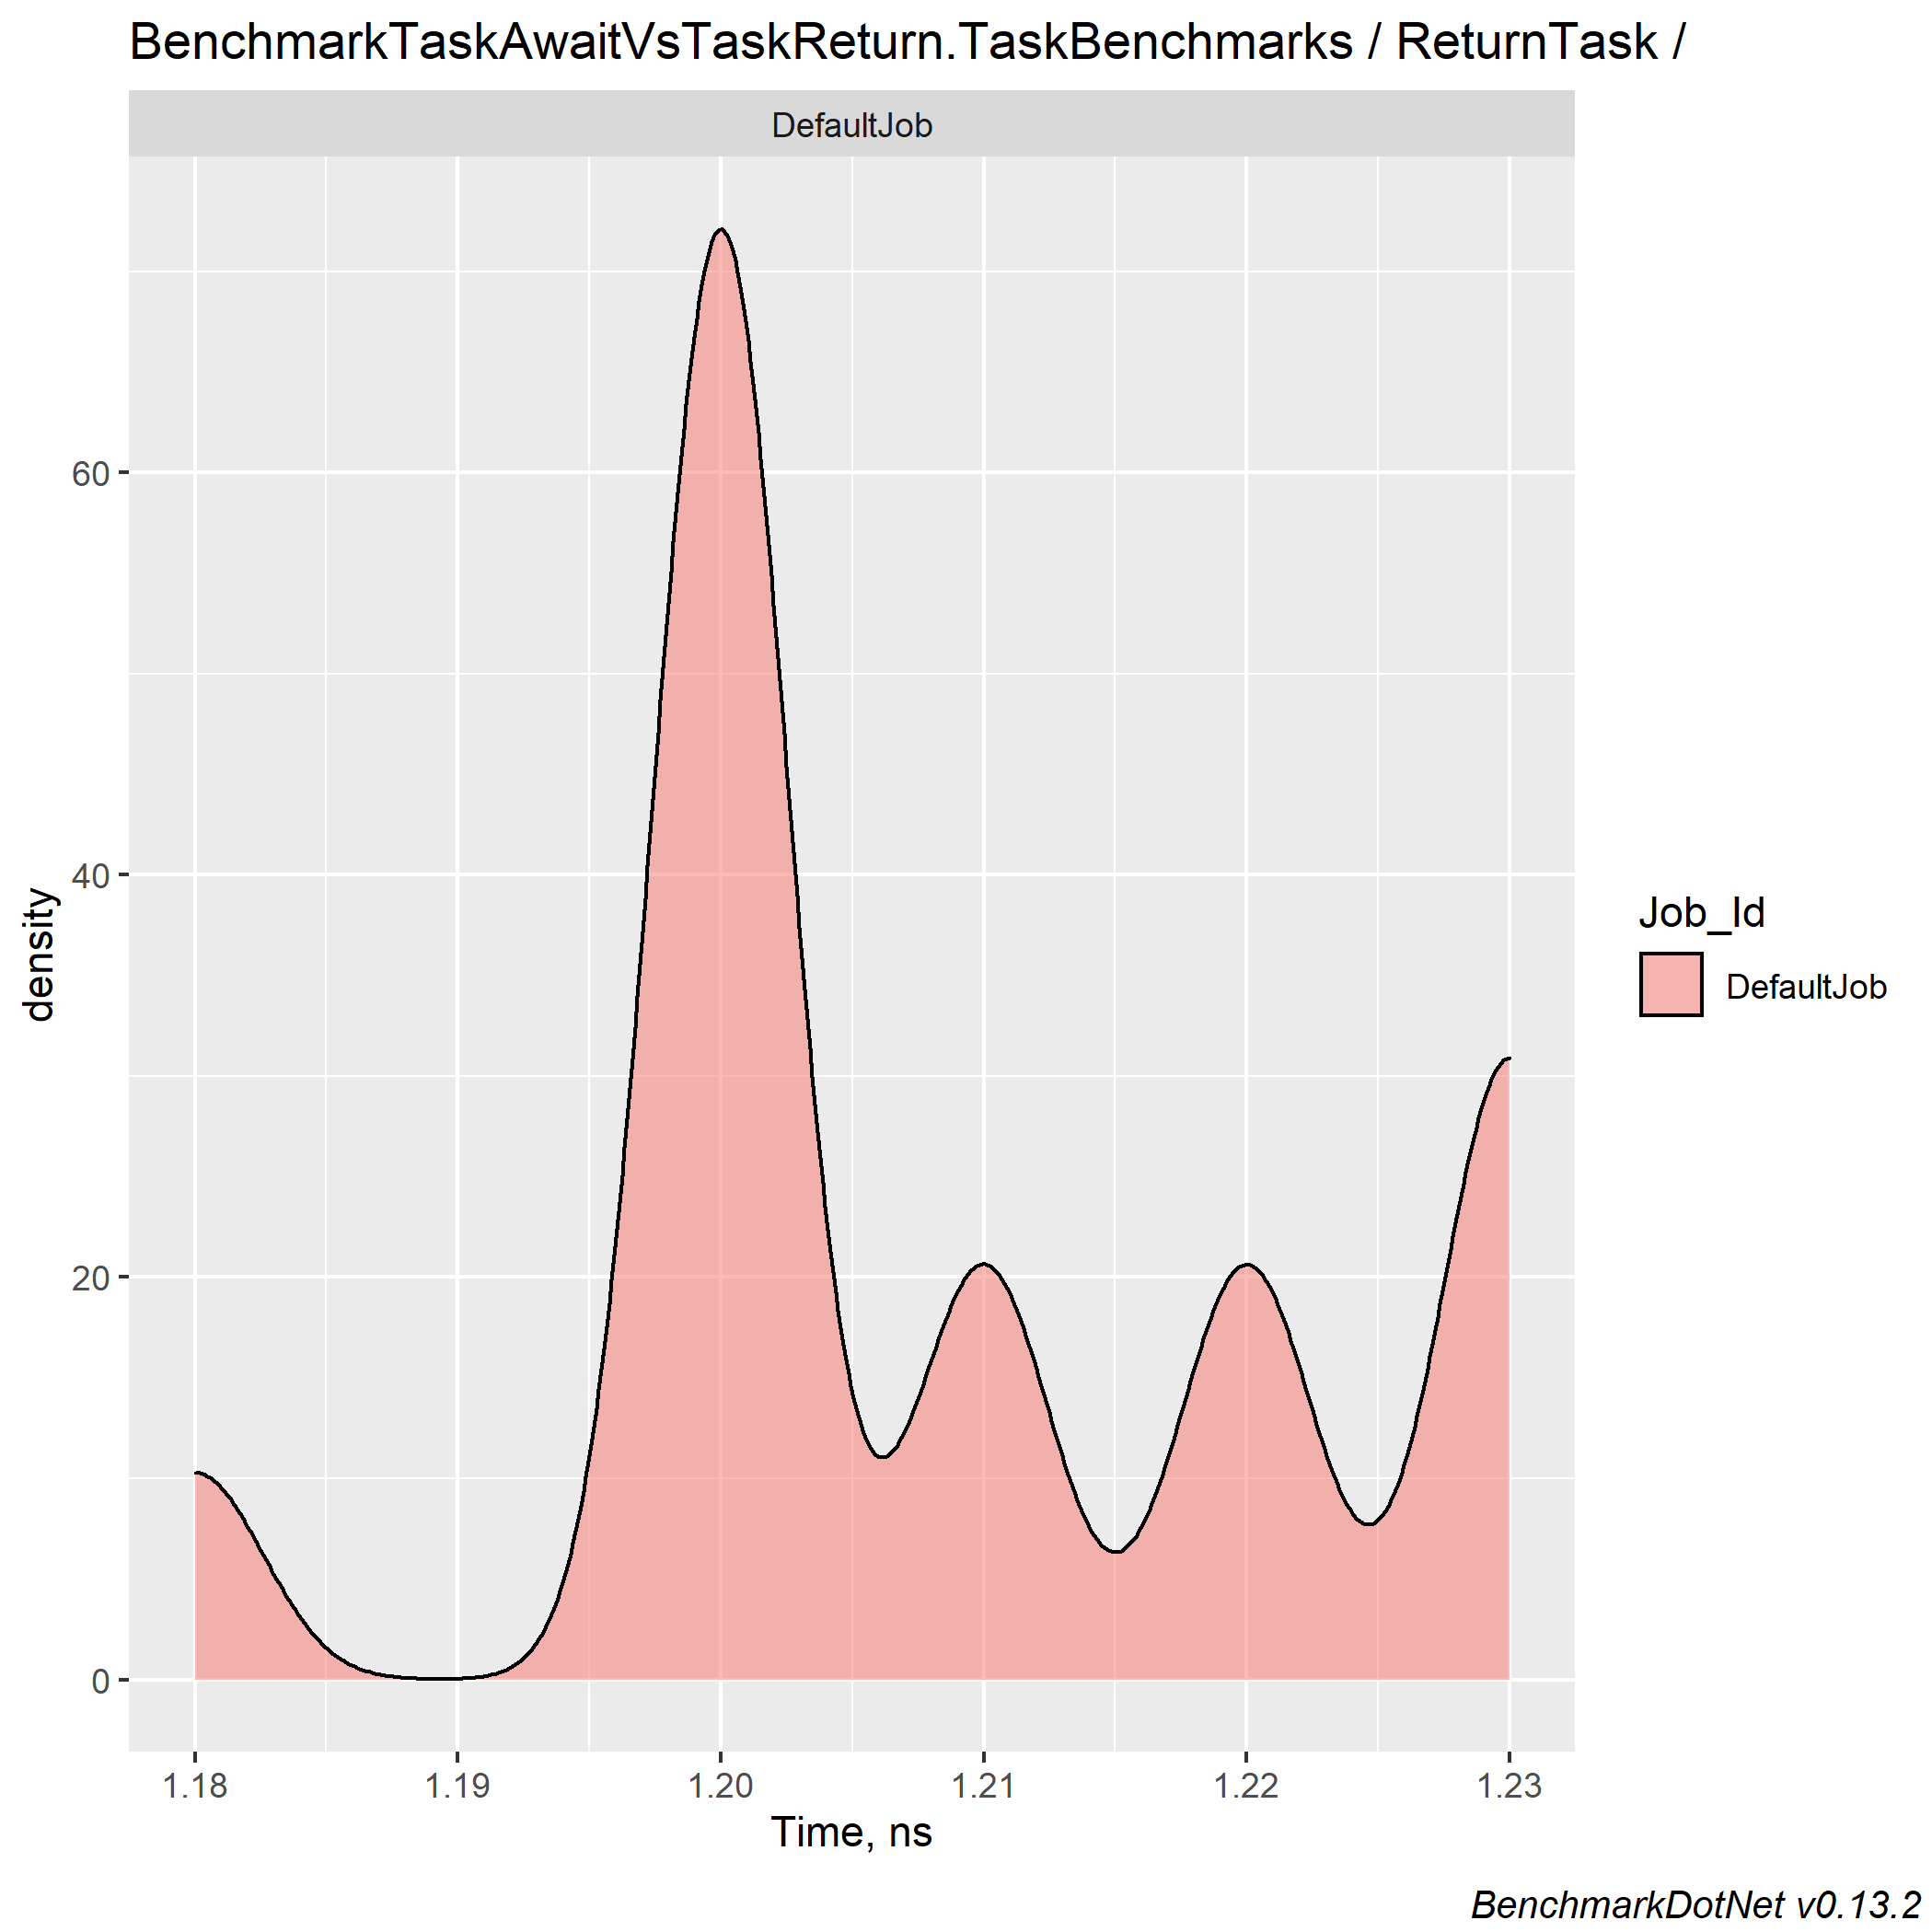 BenchmarkTaskAwaitVsTaskReturn.TaskBenchmarks / ReturnTask /
DefaultJob
density
60
40
20
0
1.18 1.19 1.20 1.21 1.22 1.23
Time, ns
Job_Id
DefaultJob
BenchmarkDotNet v0.13.2